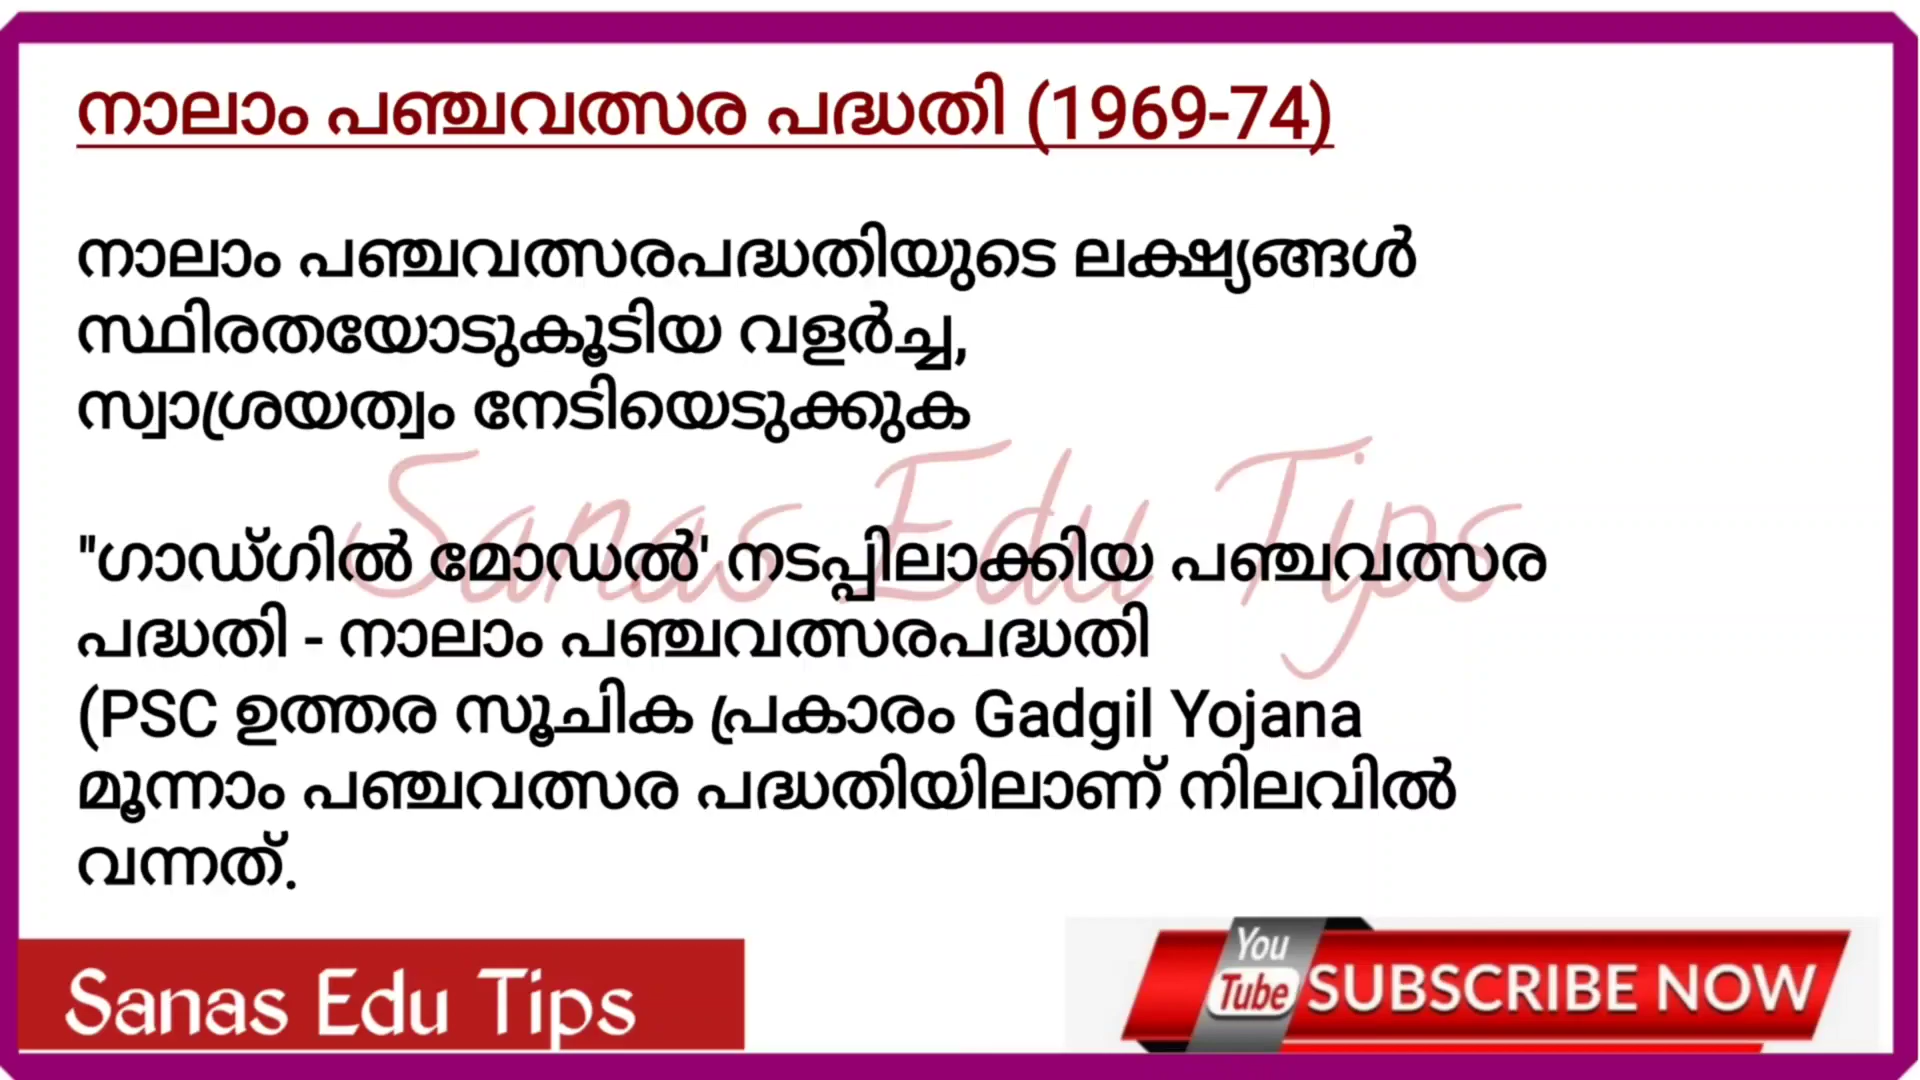 നാലാം പഞ്ചവത്സര പദ്ധതി (1969-74)
നാലാം പഞ്ചവത്സരപദ്ധതിയുടെ ലക്ഷ്യങ്ങൾ
സ്ഥിരതയോടുകൂടിയ വളർച്ച,
സ്വാശ്രയത്വം നേടിയെടുക്കുക
Sanas Edu Tips
"ഗാഡ്ഗിൽ മോഡൽ' നടപ്പിലാക്കിയ പഞ്ചവത്സര
പദ്ധതി - നാലാം പഞ്ചവത്സരപദ്ധതി
(PSC ഉത്തര സൂചിക പ്രകാരം Gadgil Yojana
മൂന്നാം പഞ്ചവത്സര പദ്ധതിയിലാണ് നിലവിൽ
വന്നത്.
Sanas Edu Tips
You
Tube SUBSCRIBE NOW